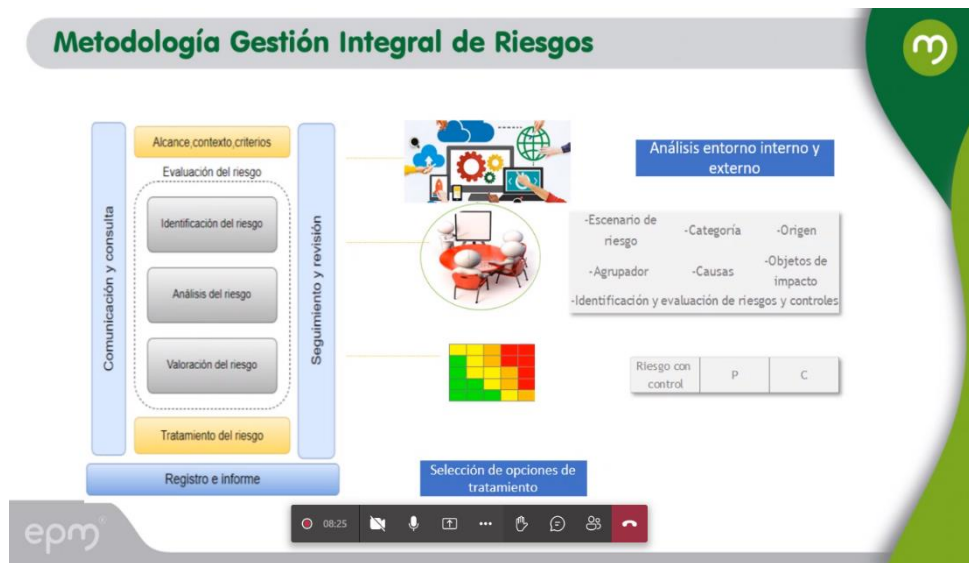 Metodología Gestión Integral de Riesgos
Comunicación y consulta
Alcance,contexto,criterios
Evaluación del riesgo
Identificación del riesgo
Análisis del riesgo
Valoración del riesgo
Tratamiento del riesgo
Seguimiento y revisión
Registro e informe
Análisis entorno interno y
externo
-Escenario de
riesgo
-Categoría
-Origen
-Agrupador
-Causas
-Objetos de
impacto
-Identificación y evaluación de riesgos y controles
Riesgo con
control
P
C
Selección de opciones de
tratamiento
08:25
epm®